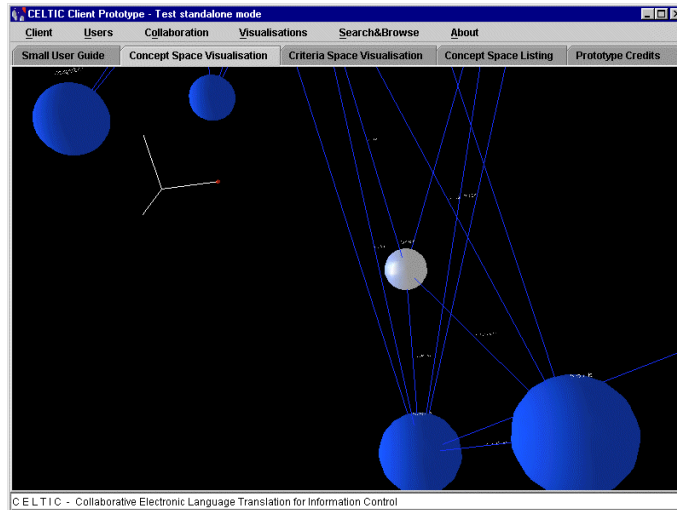 CELTIC Client Prototype - Test standalone mode
Client Users Collaboration Visualisations Search&Browse About
Small User Guide Concept Space Visualisation Criteria Space Visualisation Concept Space Listing Prototype Credits
C E L T I C - Collaborative Electronic Language Translation for Information Control